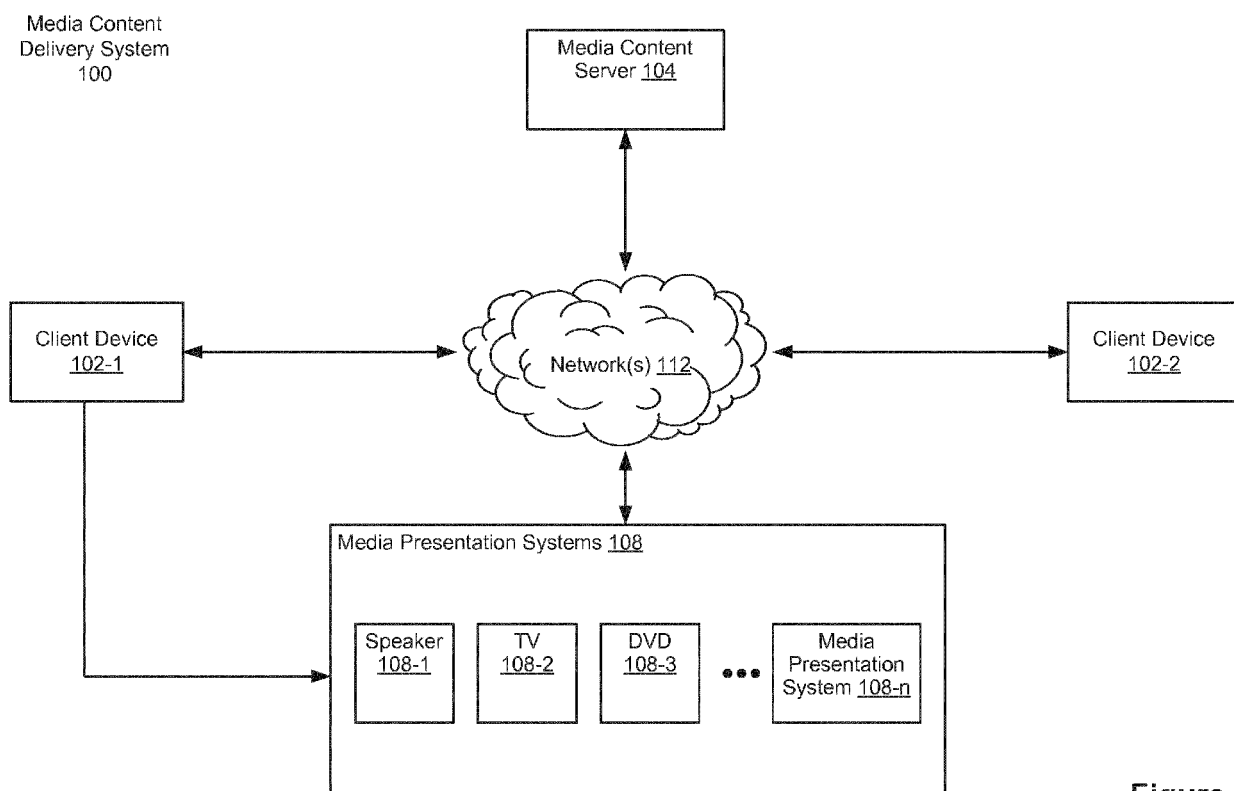 Media Content
Delivery System
100
Media Content
Server 104
Client Device
102-1
Network(s) 112
Client Device
102-2
Media Presentation Systems 108
Speaker
108-1
TV
108-2
DVD
108-3
Media
Presentation
System 108-n
Figure